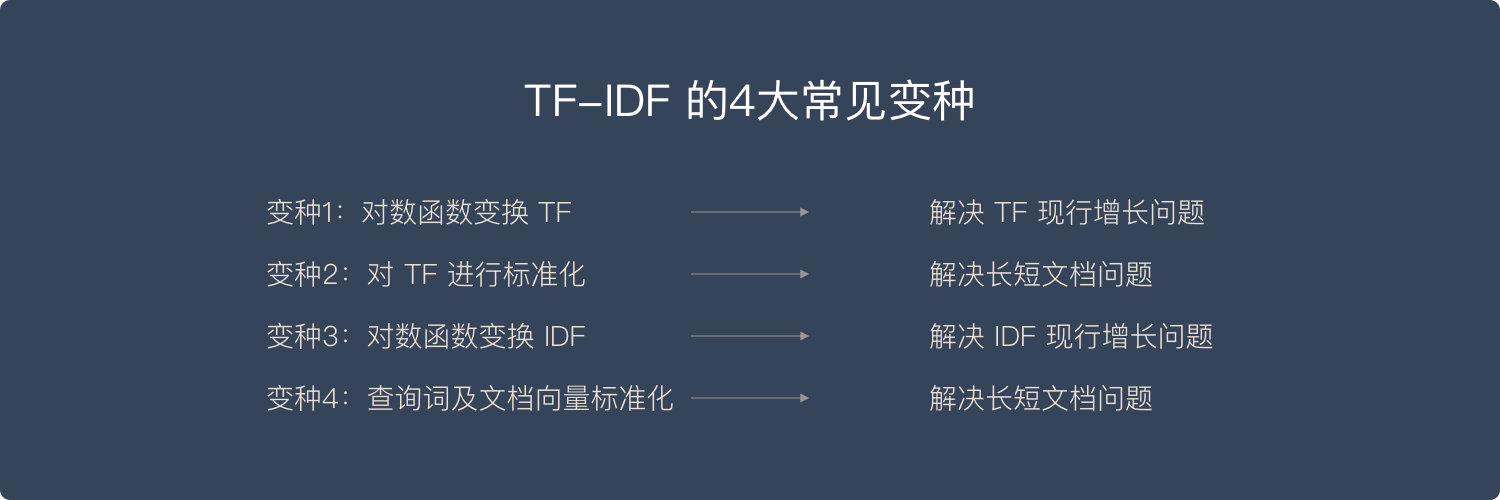 TF-IDF 的4大常见变种
变种1：对数函数变换 TF 解决 TF 现行增长问题
变种2：对 TF 进行标准化 解决长短文档问题
变种3：对数函数变换 IDF 解决 IDF 现行增长问题
变种4：查询词及文档向量标准化 解决长短文档问题